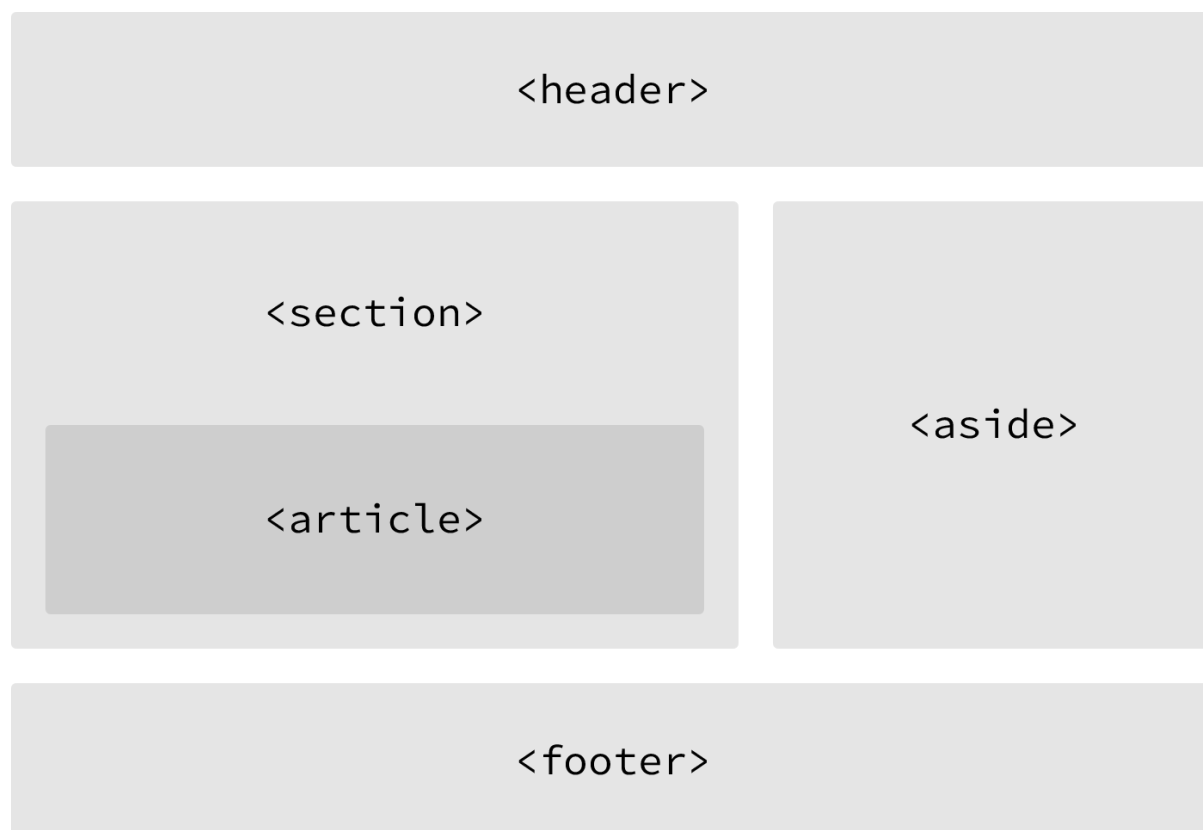 <header>
<section>
<aside>
<article>
<footer>